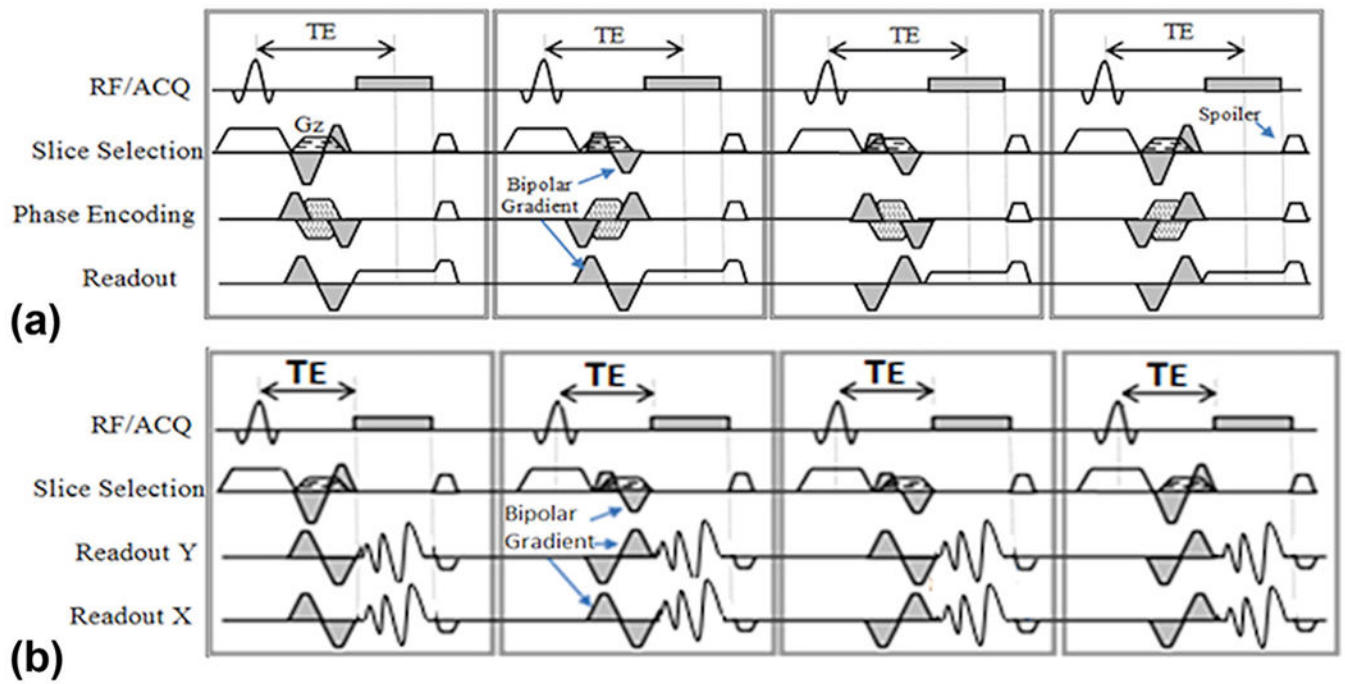 TE TE TE TE
RF/ACQ
Gz
Spoiler
Slice Selection
Bipolar
Phase Encoding
Gradient
Readout
(a)
TE TE TE TE
RF/ACQ
Slice Selection
Bipolar
Readout Y
Gradient
Readout X
(b)